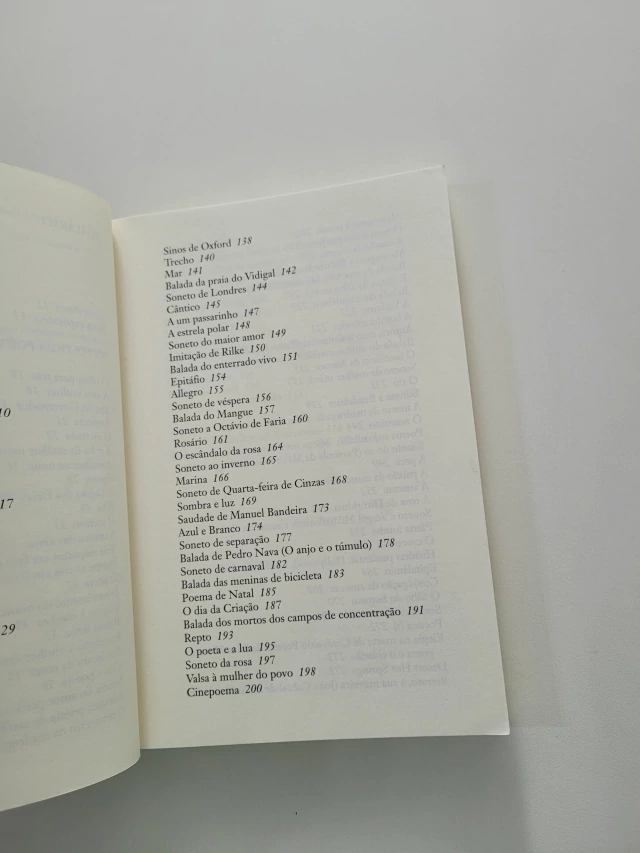 10
17
29
Sinos de Oxford 138
Trecho 140
Mar 141
Balada da praia do Vidigal 142
Soneto de Londres 144
Cântico 145
A um passarinho 147
A estrela polar 148
Soneto do maior amor 149
Imitação de Rilke 150
Balada do enterrado vivo 151
Epitáfio 154
Allegro 155
Soneto de véspera 156
Balada do Mangue 157
Soneto a Octávio de Faria 160
Rosário 161
O escândalo da rosa 164
Soneto ao inverno 165
Marina 166
Soneto de Quarta-feira de Cinzas 168
Sombra e luz 169
Saudade de Manuel Bandeira 173
Azul e Branco 174
Soneto de separação 177
Balada de Pedro Nava (O anjo e o túmulo) 178
Soneto de carnaval 182
Balada das meninas de bicicleta 183
Poema de Natal 185
O dia da Criação 187
Balada dos mortos dos campos de concentração 191
Repto 193
O poeta e a lua 195
Soneto da rosa 197
Valsa à mulher do povo 198
Cinepoema 200